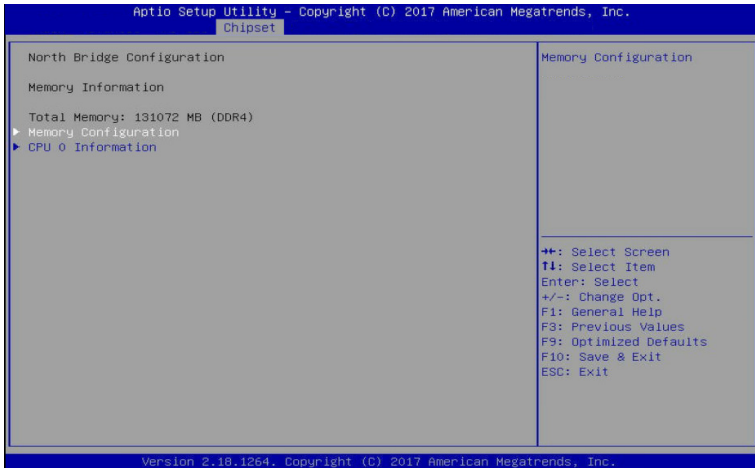 Aptio Setup Utility – Copyright (C) 2017 American Megatrends, Inc.
Chipset
North Bridge Configuration
Memory Information
Total Memory: 131072 MB (DDR4)
▶ Memory Configuration
▶ CPU 0 Information
Memory Configuration
→←: Select Screen
↑↓: Select Item
Enter: Select
+/-: Change Opt.
F1: General Help
F3: Previous Values
F9: Optimized Defaults
F10: Save & Exit
ESC: Exit
Version 2.18.1264. Copyright (C) 2017 American Megatrends, Inc.